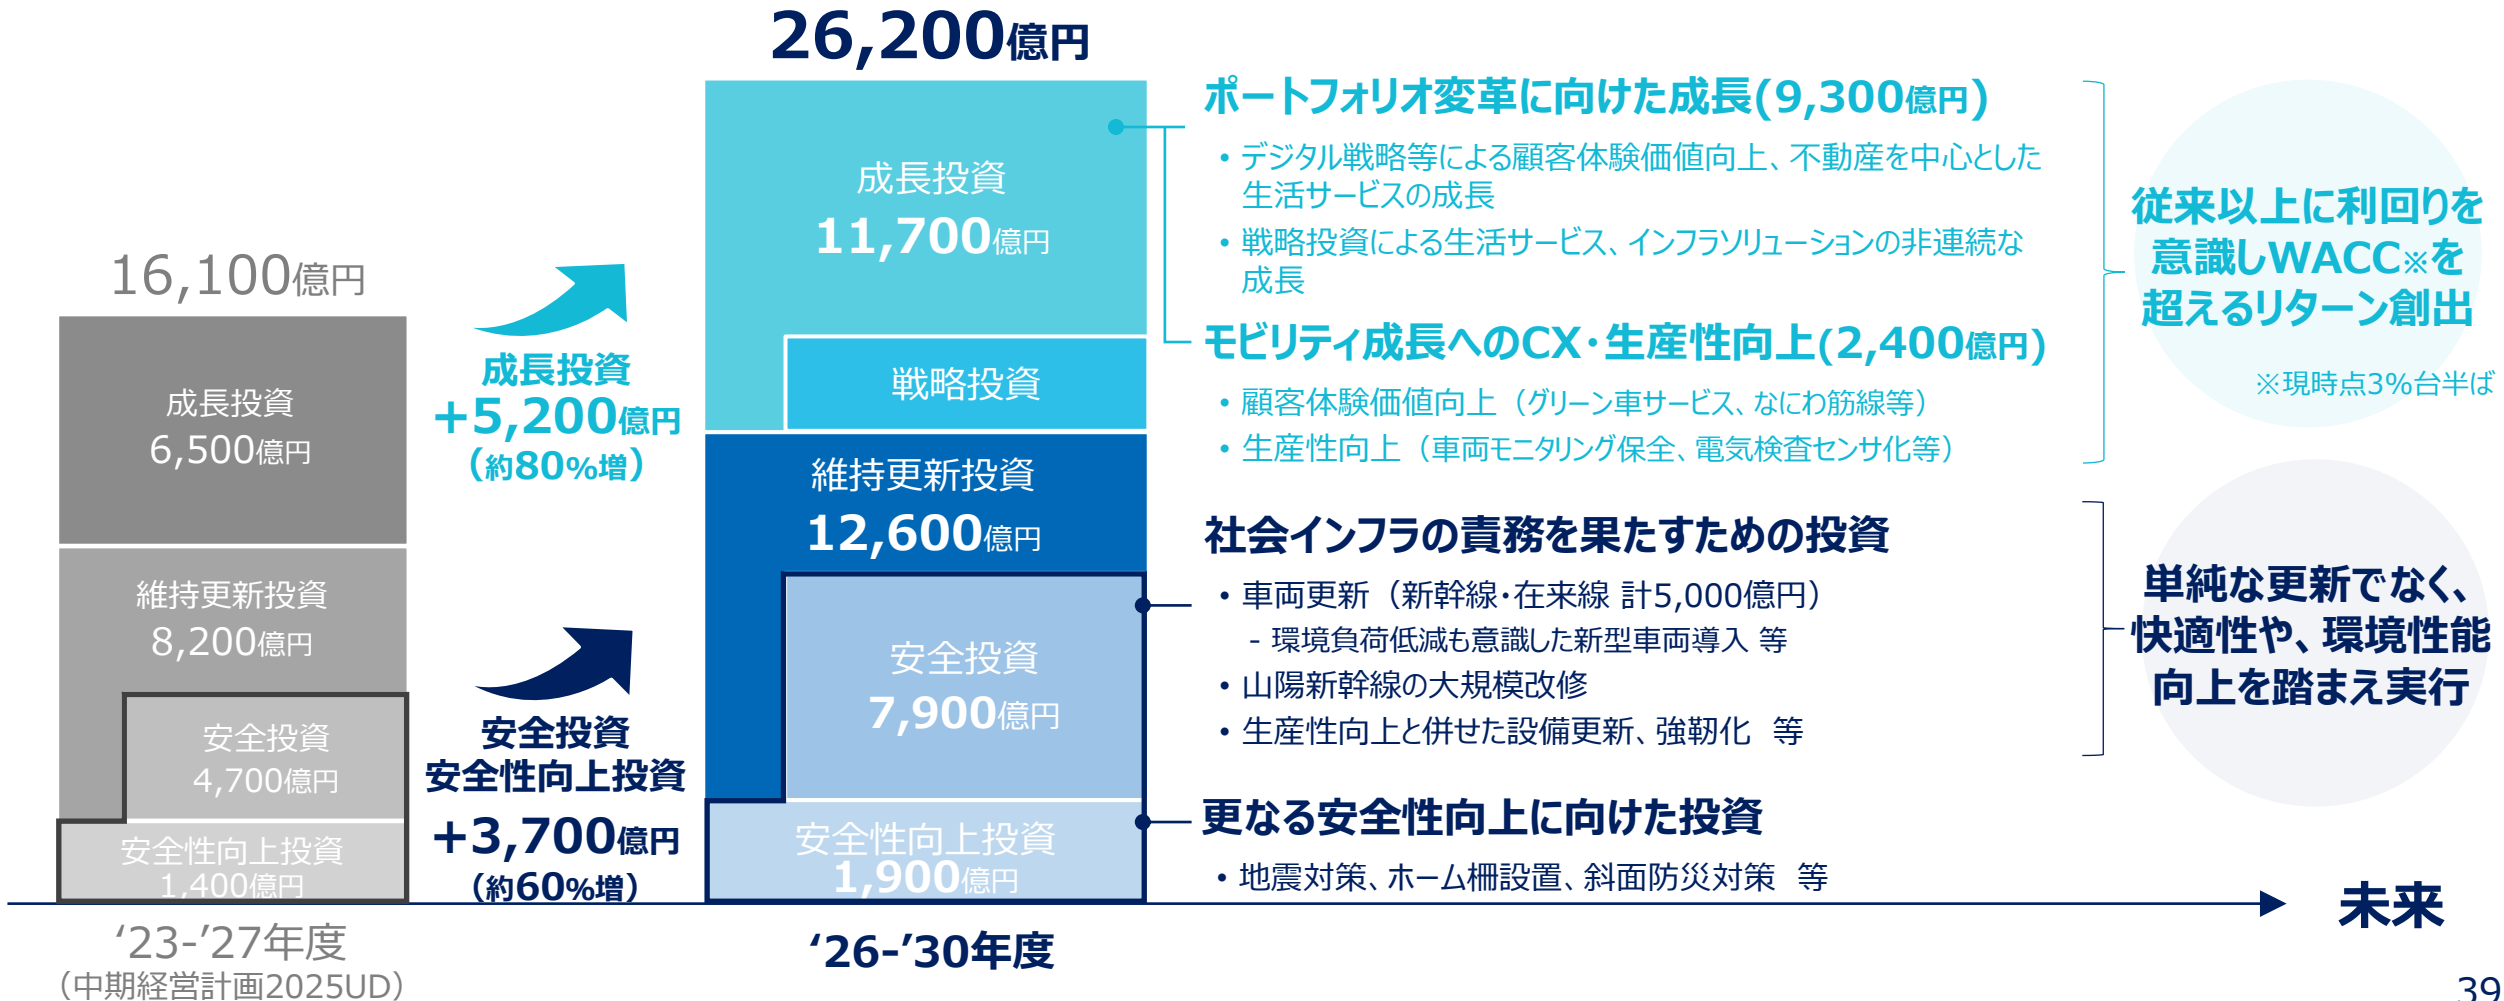 26,200億円
16,100億円
成長投資
6,500億円
維持更新投資
8,200億円
安全投資
4,700億円
安全性向上投資
1,400億円
‘23-’27年度
（中期経営計画2025UD）
成長投資
+5,200億円
（約80%増）
安全投資
安全性向上投資
+3,700億円
（約60%増）
成長投資
11,700億円
戦略投資
維持更新投資
12,600億円
安全投資
7,900億円
安全性向上投資
1,900億円
‘26-’30年度
ポートフォリオ変革に向けた成長(9,300億円)
• デジタル戦略等による顧客体験価値向上、不動産を中心とした
生活サービスの成長
• 戦略投資による生活サービス、インフラソリューションの非連続な
成長
モビリティ成長へのCX・生産性向上(2,400億円)
• 顧客体験価値向上（グリーン車サービス、なにわ筋線等）
• 生産性向上（車両モニタリング保全、電気検査センサ化等）
社会インフラの責務を果たすための投資
• 車両更新（新幹線・在来線 計5,000億円）
- 環境負荷低減も意識した新型車両導入 等
• 山陽新幹線の大規模改修
• 生産性向上と併せた設備更新、強靭化 等
更なる安全性向上に向けた投資
• 地震対策、ホーム柵設置、斜面防災対策 等
従来以上に利回りを
意識しWACC※を
超えるリターン創出
※現時点3%台半ば
単純な更新でなく、
快適性や、環境性能
向上を踏まえ実行
未来
39